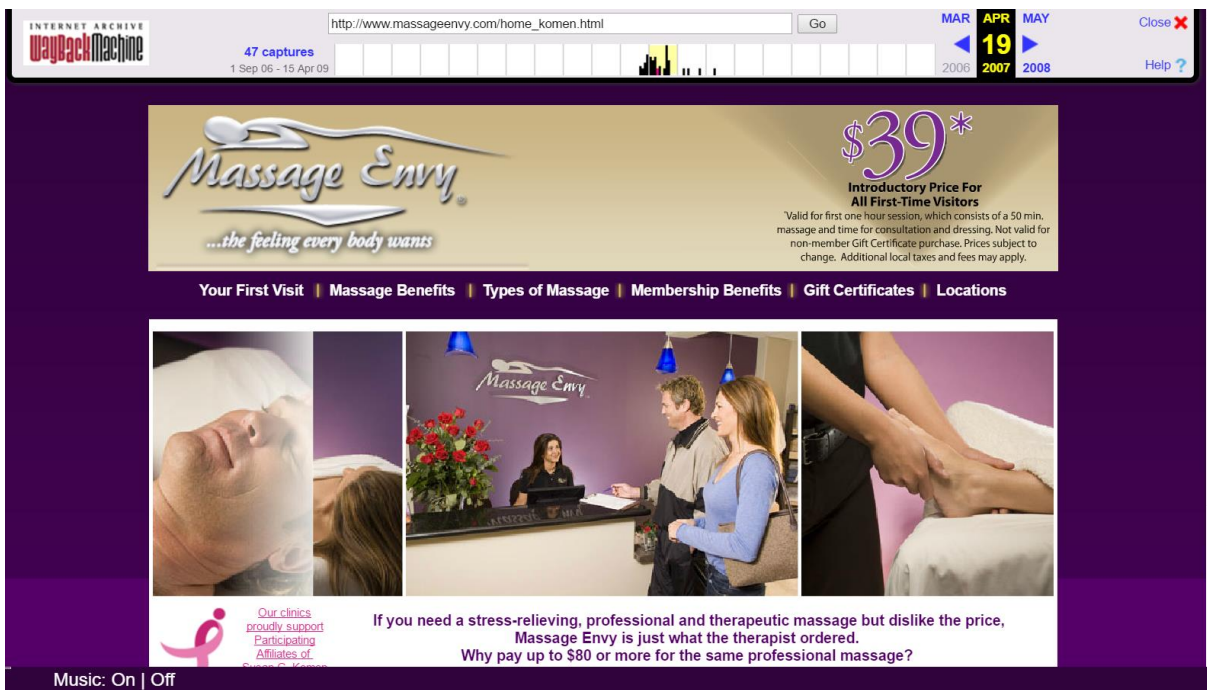 INTERNET ARCHIVE
WayBackMachine
http://www.massageenvy.com/home_komen.html
Go
47 captures
1 Sep 06 - 15 Apr 09
MAR APR MAY
19
2006 2007 2008
Close
Help ?
Massage Envy®
...the feeling every body wants
$39*
Introductory Price For
All First-Time Visitors
*Valid for first one hour session, which consists of a 50 min.
massage and time for consultation and dressing. Not valid for
non-member Gift Certificate purchase. Prices subject to
change. Additional local taxes and fees may apply.
Your First Visit | Massage Benefits | Types of Massage | Membership Benefits | Gift Certificates | Locations
Massage Envy
Our clinics
proudly support
Participating
Affiliates of
Susan G. Komen
If you need a stress-relieving, professional and therapeutic massage but dislike the price,
Massage Envy is just what the therapist ordered.
Why pay up to $80 or more for the same professional massage?
Music: On | Off